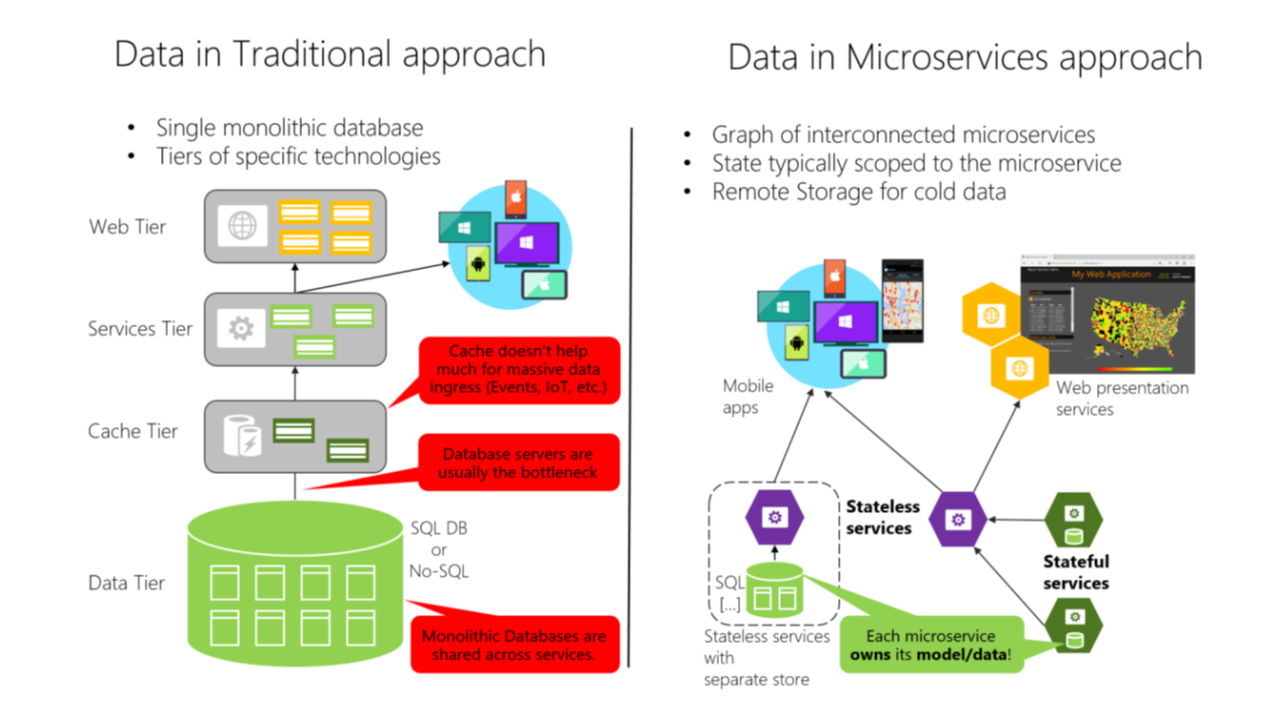 Data in Traditional approach
• Single monolithic database
• Tiers of specific technologies
Web Tier
Services Tier
Cache Tier
Data Tier
Cache doesn't help
much for massive data
ingress (Events, IoT, etc.)
Database servers are
usually the bottleneck
SQL DB
or
No-SQL
Monolithic Databases are
shared across services.
Data in Microservices approach
• Graph of interconnected microservices
• State typically scoped to the microservice
• Remote Storage for cold data
My Web Application
Mobile
apps
Web presentation
services
Stateless
services
Stateful
services
SQL
[...]
Stateless services
with
separate store
Each microservice
owns its model/data!